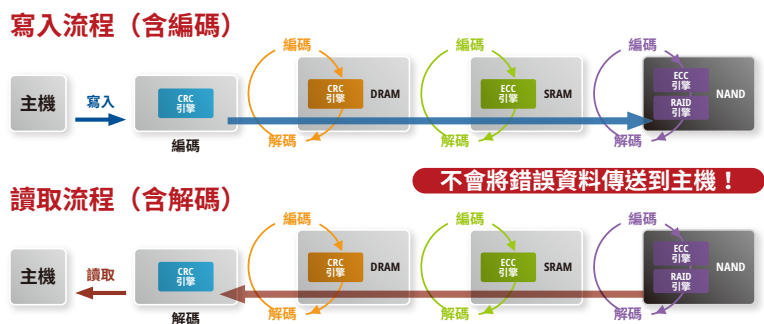 寫入流程（含編碼）
編碼
編碼
編碼
主機
寫入
CRC
引擎
CRC
引擎
DRAM
ECC
引擎
SRAM
ECC
引擎
RAID
引擎
NAND
編碼
解碼
解碼
解碼
不會將錯誤資料傳送到主機！
讀取流程（含解碼）
編碼
編碼
編碼
主機
讀取
CRC
引擎
CRC
引擎
DRAM
ECC
引擎
SRAM
ECC
引擎
RAID
引擎
NAND
解碼
解碼
解碼
解碼